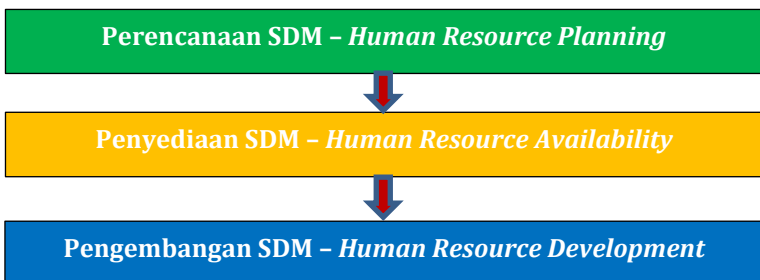 Perencanaan SDM – Human Resource Planning
Penyediaan SDM – Human Resource Availability
Pengembangan SDM – Human Resource Development